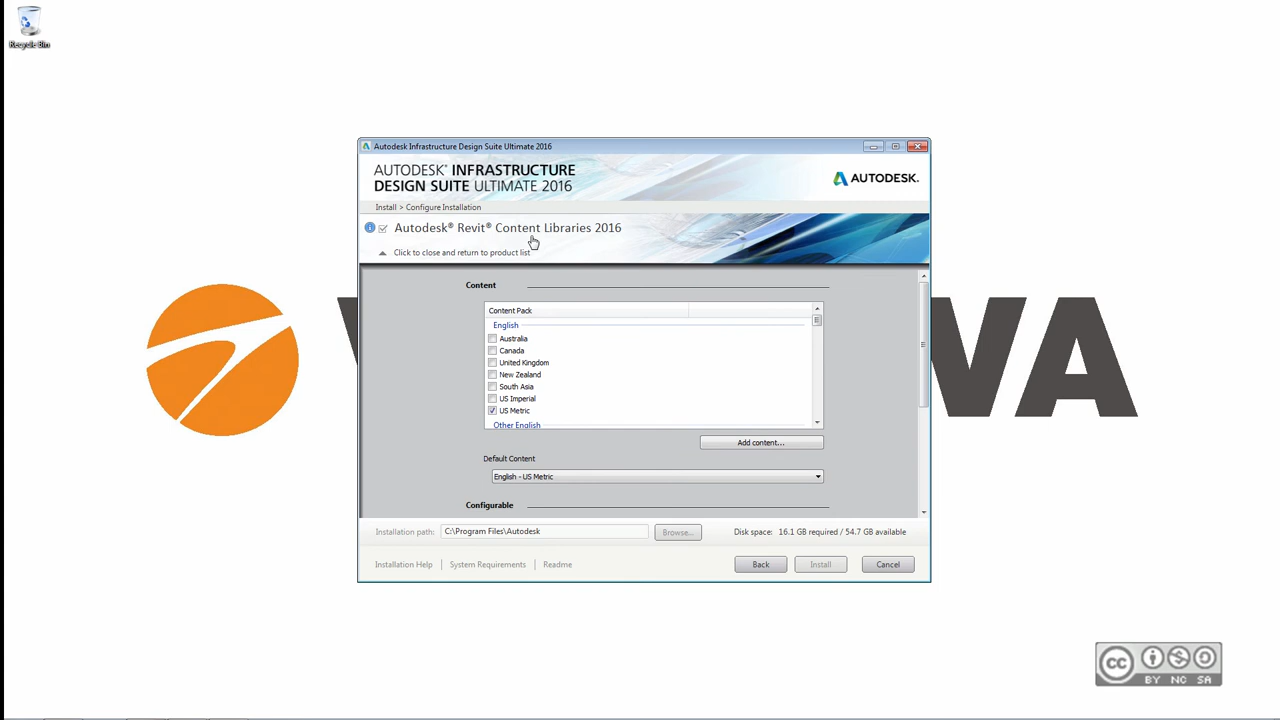 Recycle Bin
Autodesk Infrastructure Design Suite Ultimate 2016
AUTODESK® INFRASTRUCTURE
DESIGN SUITE ULTIMATE 2016
AUTODESK.
Install > Configure Installation
Autodesk® Revit® Content Libraries 2016
Click to close and return to product list
Content
Content Pack
English
Australia
Canada
United Kingdom
New Zealand
South Asia
US Imperial
US Metric
Other English
Add content...
Default Content
English - US Metric
Configurable
Installation path: C:\Program Files\Autodesk Browse... Disk space: 16.1 GB required / 54.7 GB available
Installation Help System Requirements Readme Back Install Cancel
VA
cc
BY NC SA